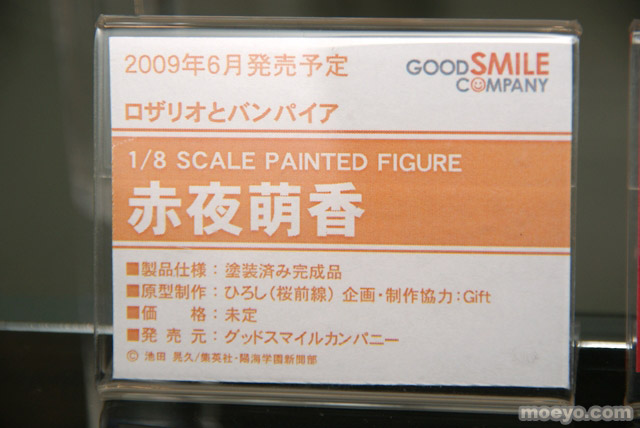 2009年6月発売予定
GOODSMILE
COMPANY
ロザリオとバンパイア
1/8 SCALE PAINTED FIGURE
赤夜萌香
■製品仕様：塗装済み完成品
■原型制作：ひろし（桜前線） 企画・制作協力：Gift
■価　　格：未定
■発 売 元：グッドスマイルカンパニー
© 池田 晃久/集英社・陽海学園新聞部
moeyo.com